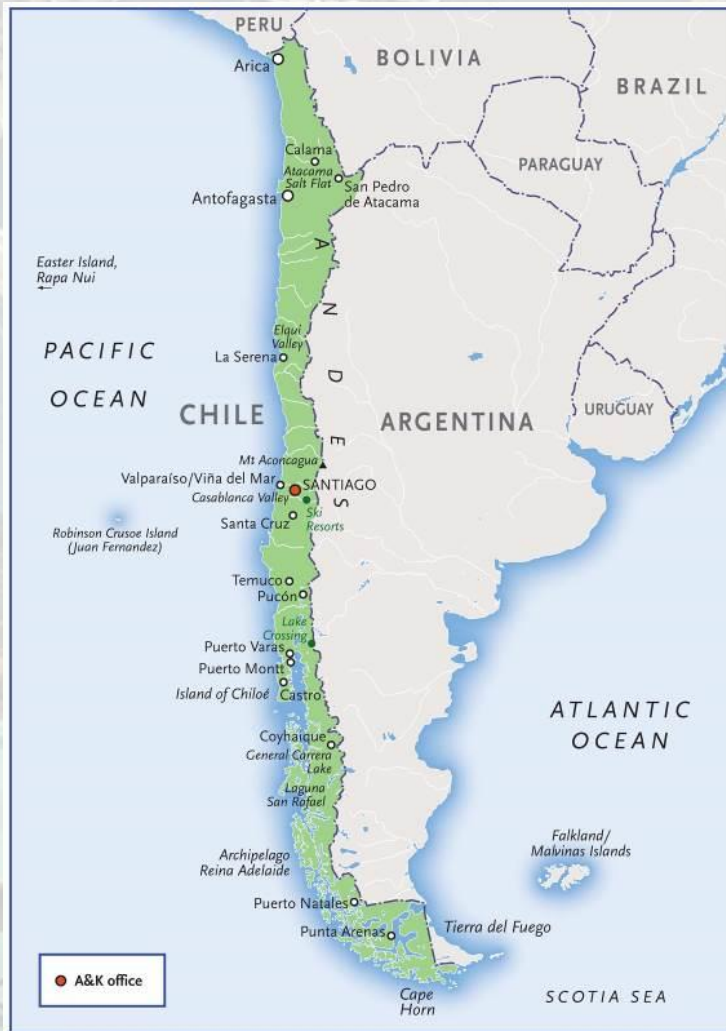 PERU
BOLIVIA
Arica
BRAZIL
Calama
PARAGUAY
Atacama
Salt Flat
San Pedro
de Atacama
Antofagasta
ANDES
Easter Island,
Rapa Nui
Elqui
Valley
PACIFIC
OCEAN
La Serena
CHILE
ARGENTINA
URUGUAY
Mt Aconcagua
Valparaíso/Viña del Mar
SANTIAGO
Casablanca Valley
Ski
Resorts
Santa Cruz
Robinson Crusoe Island
(Juan Fernandez)
Temuco
Pucón
Lake
Crossing
Puerto Varas
Puerto Montt
Island of Chiloé
Castro
ATLANTIC
OCEAN
Coyhaique
General Carrera
Lake
Laguna
San Rafael
Archipelago
Reina Adelaide
Falkland/
Malvinas Islands
Puerto Natales
Punta Arenas
Tierra del Fuego
A&K office
Cape
Horn
SCOTIA SEA